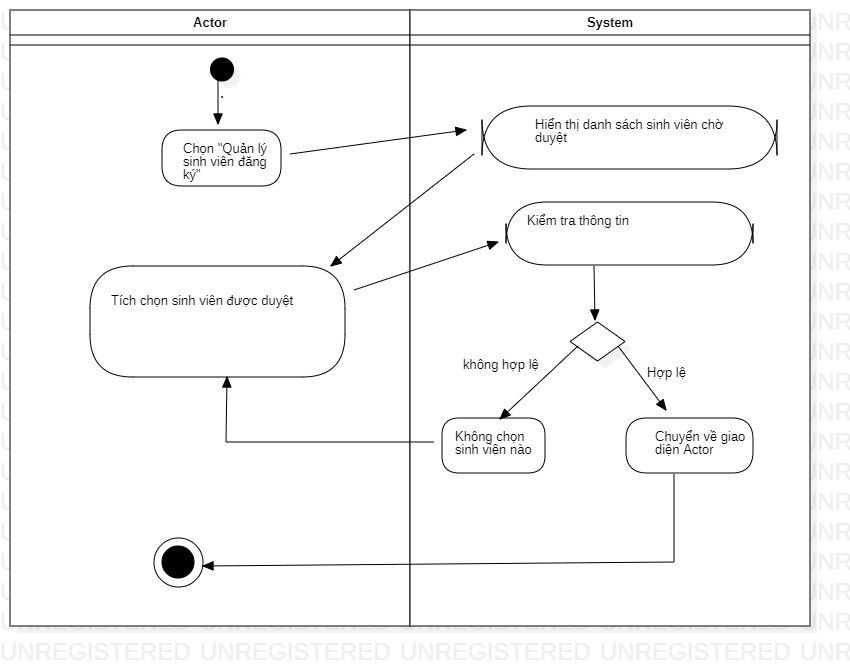 Actor
System
Chọn "Quản lý
sinh viên đăng
ký"
Hiển thị danh sách sinh viên chờ
duyệt
Kiểm tra thông tin
Tích chọn sinh viên được duyệt
không hợp lệ
Hợp lệ
Không chọn
sinh viên nào
Chuyển về giao
diện Actor
UNREGISTERED UNREGISTERED UNREGISTERED UNREGISTERED UNR